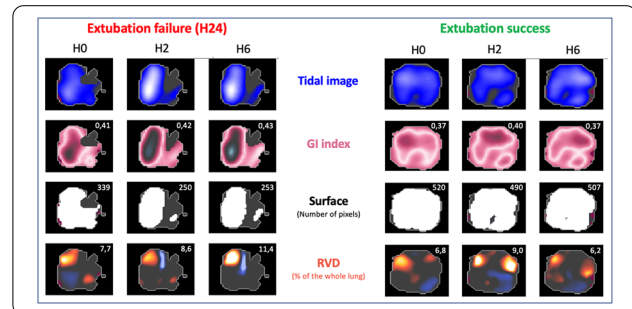 Extubation failure (H24) Extubation success
H0 H2 H6 H0 H2 H6
Tidal image
0,41 0,42 0,43 GI index 0,37 0,40 0,37
339 250 253 Surface 520 490 507
(Number of pixels)
7,7 8,6 11,4 RVD 6,8 9,0 6,2
(% of the whole lung)